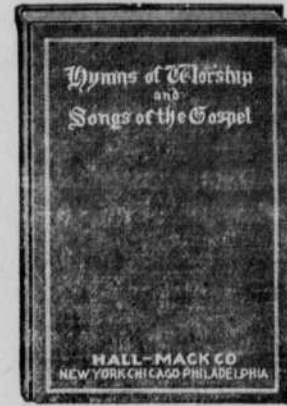 Hymns of Worship
and
Songs of the Gospel
HALL-MACK CO
NEW YORK CHICAGO PHILADELPHIA